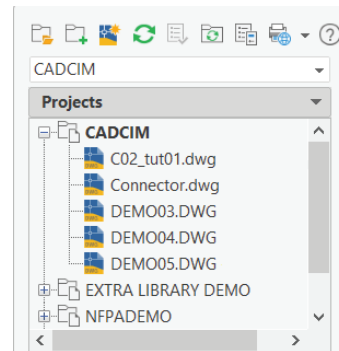 CADCIM
Projects
CADCIM
C02_tut01.dwg
Connector.dwg
DEMO03.DWG
DEMO04.DWG
DEMO05.DWG
EXTRA LIBRARY DEMO
NFPADEMO